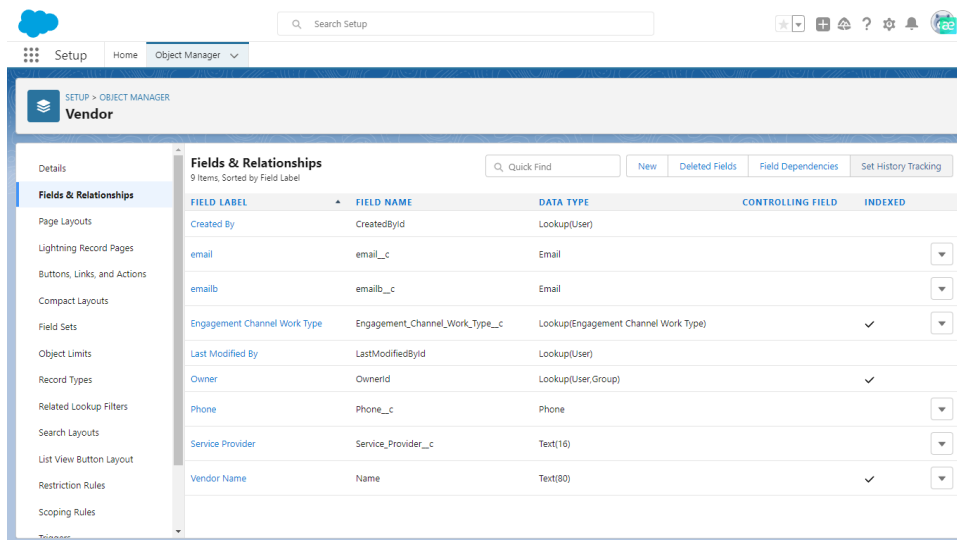 Search Setup
Setup
Home
Object Manager
SETUP > OBJECT MANAGER
Vendor
Details
Fields & Relationships
Page Layouts
Lightning Record Pages
Buttons, Links, and Actions
Compact Layouts
Field Sets
Object Limits
Record Types
Related Lookup Filters
Search Layouts
List View Button Layout
Restriction Rules
Scoping Rules
Triggers
Fields & Relationships
9 Items, Sorted by Field Label
Quick Find
New
Deleted Fields
Field Dependencies
Set History Tracking
FIELD LABEL FIELD NAME DATA TYPE CONTROLLING FIELD INDEXED
Created By CreatedById Lookup(User)
email email__c Email
emailb emailb__c Email
Engagement Channel Work Type Engagement_Channel_Work_Type__c Lookup(Engagement Channel Work Type)
Last Modified By LastModifiedById Lookup(User)
Owner OwnerId Lookup(User,Group)
Phone Phone__c Phone
Service Provider Service_Provider__c Text(16)
Vendor Name Name Text(80)